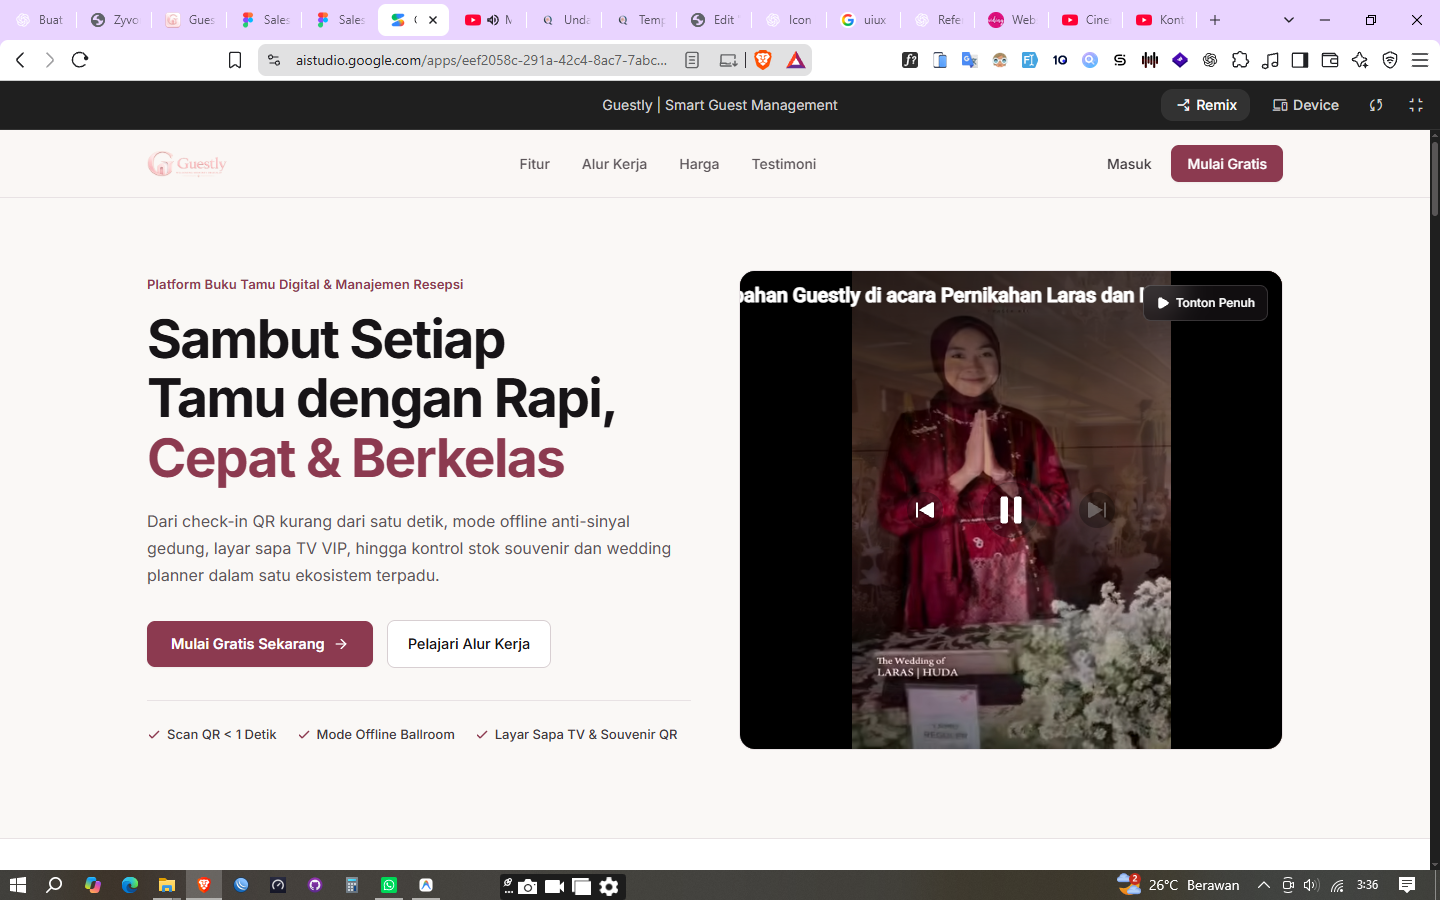 Buat
Zyvo
Gues
Sales
Sales
Unda
Temp
Edit
Icon
uiux
Refe
Web
Cine
Kont
aistudio.google.com/apps/eef2058c-291a-42c4-8ac7-7abc...
Guestly | Smart Guest Management
Remix
Device
Guestly
Fitur
Alur Kerja
Harga
Testimoni
Masuk
Mulai Gratis
Platform Buku Tamu Digital & Manajemen Resepsi
Sambut Setiap
Tamu dengan Rapi,
Cepat & Berkelas
Dari check-in QR kurang dari satu detik, mode offline anti-sinyal
gedung, layar sapa TV VIP, hingga kontrol stok souvenir dan wedding
planner dalam satu ekosistem terpadu.
Mulai Gratis Sekarang
Pelajari Alur Kerja
Scan QR < 1 Detik
Mode Offline Ballroom
Layar Sapa TV & Souvenir QR
bahan Guestly di acara Pernikahan Laras dan
Tonton Penuh
The Wedding of
LARAS | HUDA
2
26°C Berawan
3:36